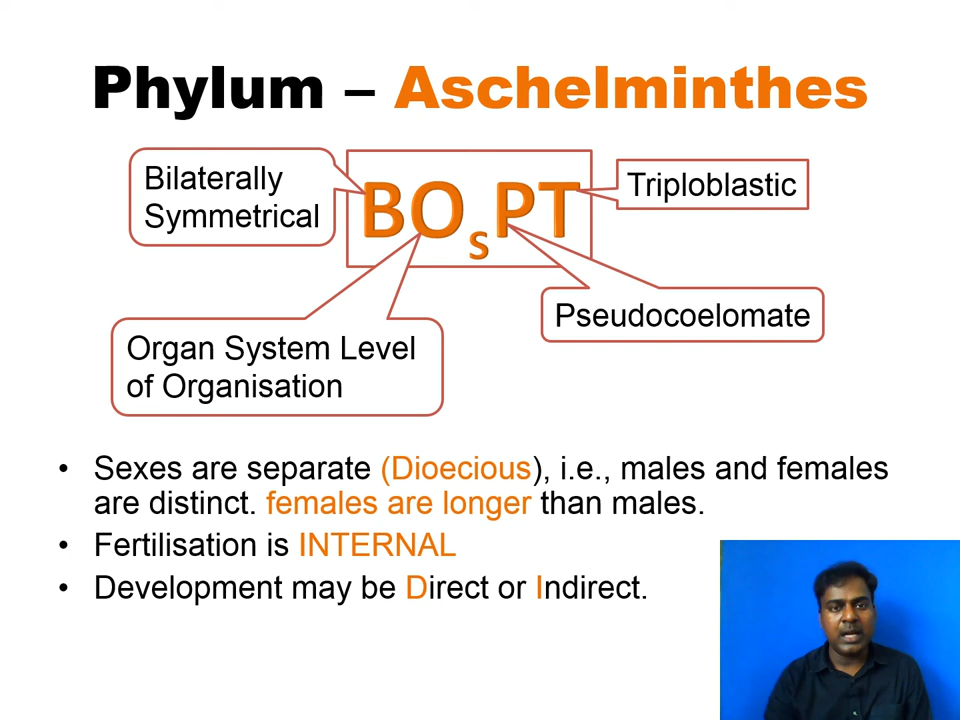 Phylum – Aschelminthes
Bilaterally
Symmetrical
BOsPT
Triploblastic
Pseudocoelomate
Organ System Level
of Organisation
• Sexes are separate (Dioecious), i.e., males and females
are distinct. females are longer than males.
• Fertilisation is INTERNAL
• Development may be Direct or Indirect.